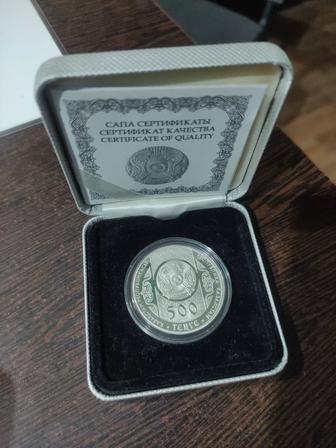 САПА СЕРТИФИКАТЫ
СЕРТИФИКАТ КАЧЕСТВА
CERTIFICATE OF QUALITY
500
ТЕҢГЕ